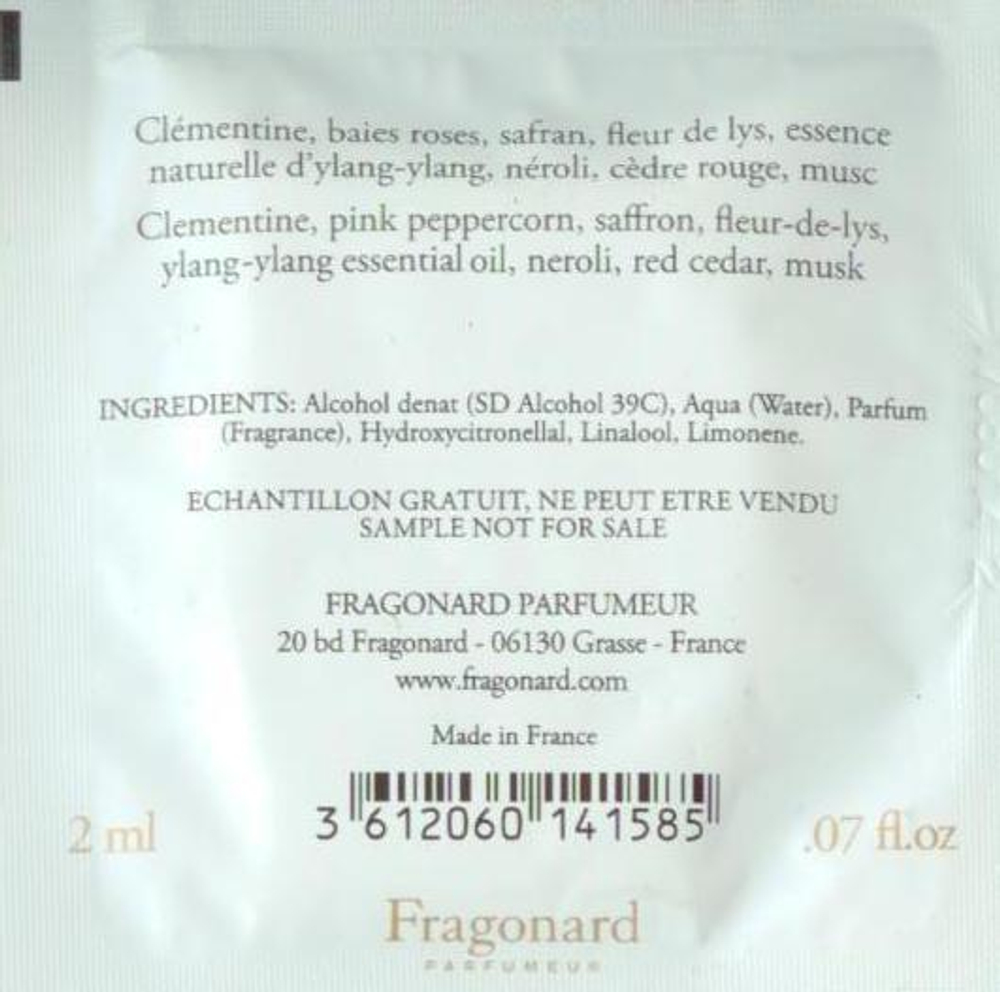 Clémentine, baies roses, safran, fleur de lys, essence
naturelle d'ylang-ylang, néroli, cèdre rouge, musc
Clementine, pink peppercorn, saffron, fleur-de-lys,
ylang-ylang essential oil, neroli, red cedar, musk
INGREDIENTS: Alcohol denat (SD Alcohol 39C), Aqua (Water), Parfum
(Fragrance), Hydroxycitronellal, Linalool, Limonene.
ECHANTILLON GRATUIT, NE PEUT ETRE VENDU
SAMPLE NOT FOR SALE
FRAGONARD PARFUMEUR
20 bd Fragonard - 06130 Grasse - France
www.fragonard.com
Made in France
3 612060 141585
2 ml .07 fl.oz
Fragonard
PARFUMEUR